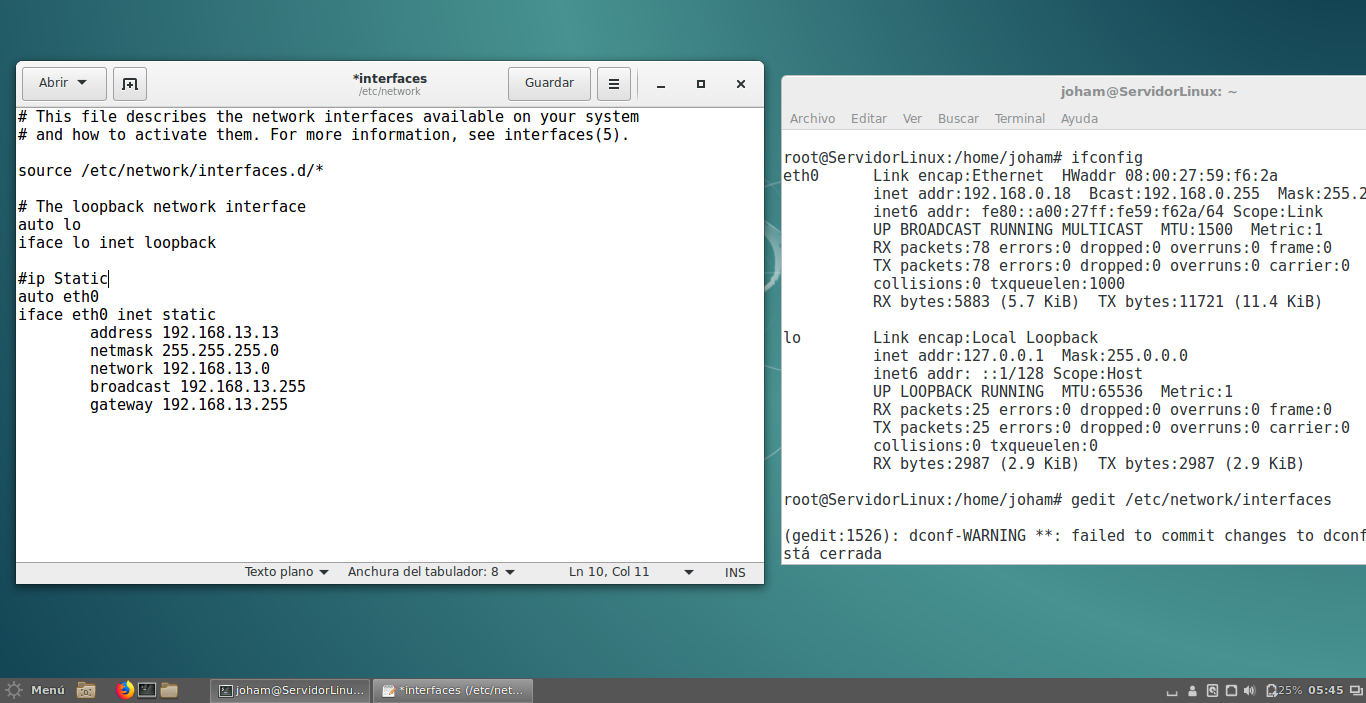 Abrir
*interfaces
/etc/network
Guardar
# This file describes the network interfaces available on your system
# and how to activate them. For more information, see interfaces(5).
source /etc/network/interfaces.d/*
# The loopback network interface
auto lo
iface lo inet loopback
#ip Static
auto eth0
iface eth0 inet static
address 192.168.13.13
netmask 255.255.255.0
network 192.168.13.0
broadcast 192.168.13.255
gateway 192.168.13.255
Texto plano Anchura del tabulador: 8 Ln 10, Col 11 INS
joham@ServidorLinux: ~
Archivo Editar Ver Buscar Terminal Ayuda
root@ServidorLinux:/home/joham# ifconfig
eth0 Link encap:Ethernet HWaddr 08:00:27:59:f6:2a
inet addr:192.168.0.18 Bcast:192.168.0.255 Mask:255.2
inet6 addr: fe80::a00:27ff:fe59:f62a/64 Scope:Link
UP BROADCAST RUNNING MULTICAST MTU:1500 Metric:1
RX packets:78 errors:0 dropped:0 overruns:0 frame:0
TX packets:78 errors:0 dropped:0 overruns:0 carrier:0
collisions:0 txqueuelen:1000
RX bytes:5883 (5.7 KiB) TX bytes:11721 (11.4 KiB)
lo Link encap:Local Loopback
inet addr:127.0.0.1 Mask:255.0.0.0
inet6 addr: ::1/128 Scope:Host
UP LOOPBACK RUNNING MTU:65536 Metric:1
RX packets:25 errors:0 dropped:0 overruns:0 frame:0
TX packets:25 errors:0 dropped:0 overruns:0 carrier:0
collisions:0 txqueuelen:0
RX bytes:2987 (2.9 KiB) TX bytes:2987 (2.9 KiB)
root@ServidorLinux:/home/joham# gedit /etc/network/interfaces
(gedit:1526): dconf-WARNING **: failed to commit changes to dconf
stá cerrada
Menú joham@ServidorLinu... *interfaces (/etc/net... 25% 05:45